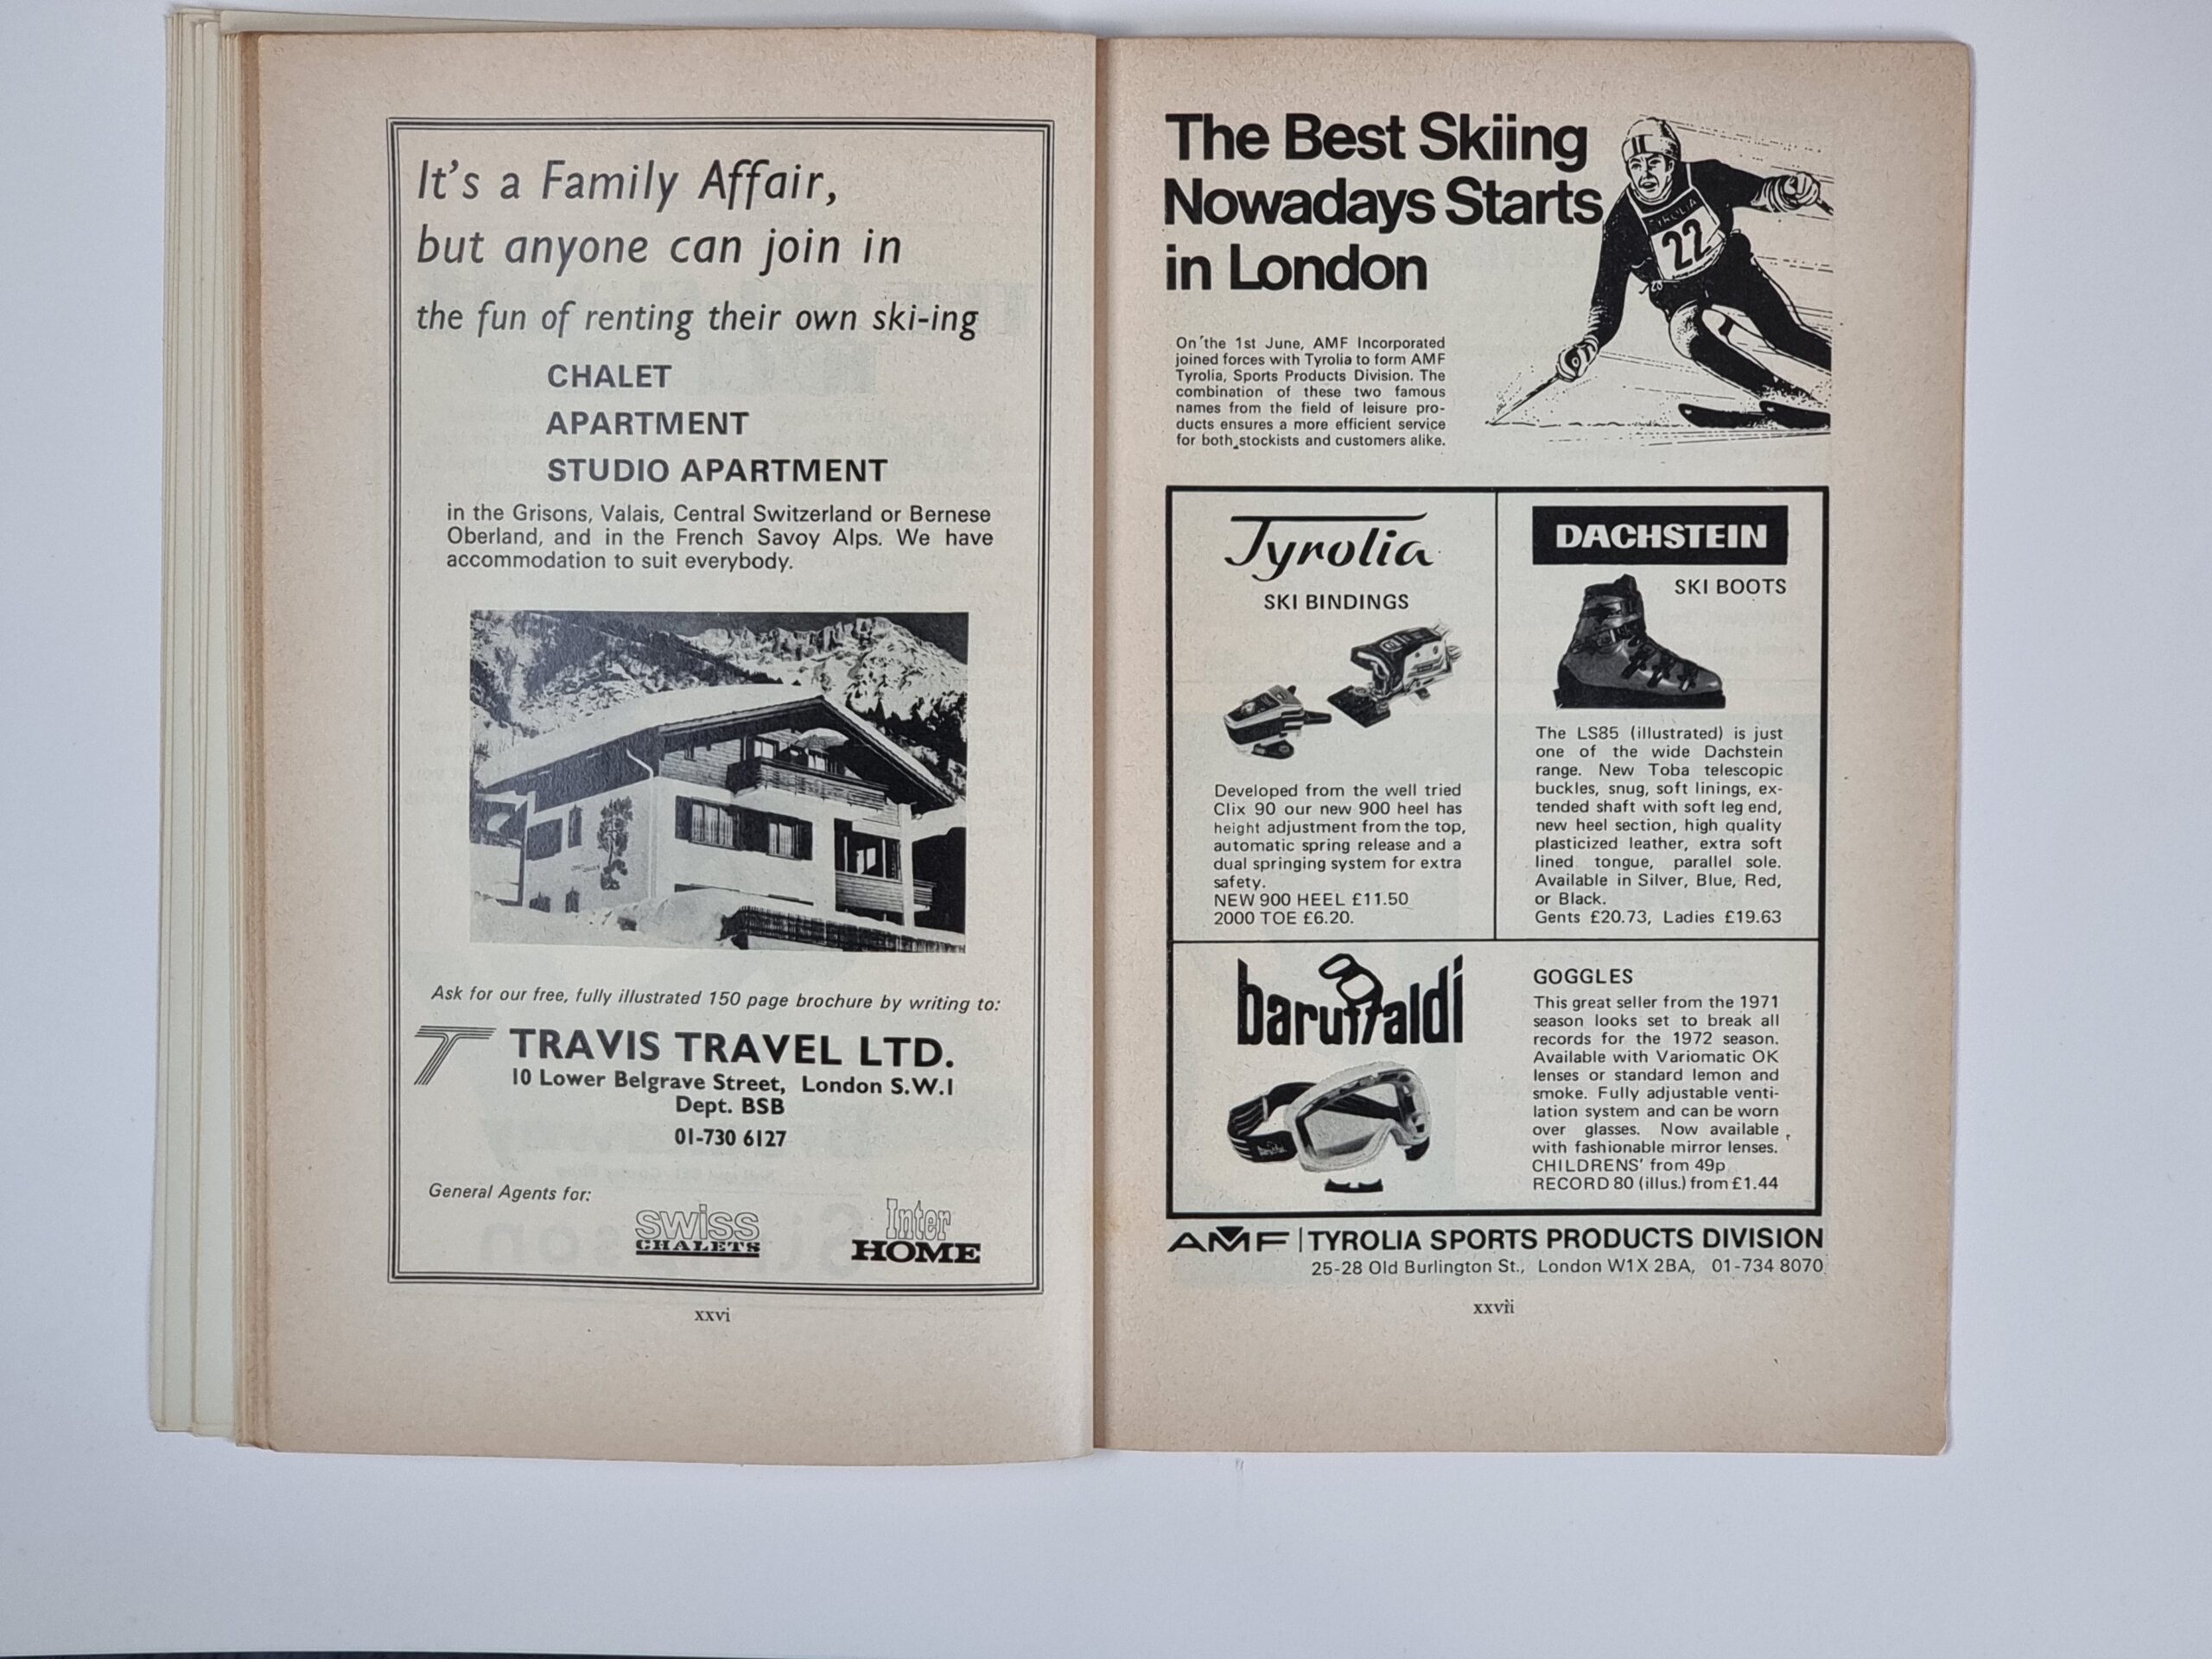 It's a Family Affair,
but anyone can join in
the fun of renting their own ski-ing
CHALET
APARTMENT
STUDIO APARTMENT
in the Grisons, Valais, Central Switzerland or Bernese
Oberland, and in the French Savoy Alps. We have
accommodation to suit everybody.
Ask for our free, fully illustrated 150 page brochure by writing to:
T TRAVIS TRAVEL LTD.
10 Lower Belgrave Street, London S.W.1
Dept. BSB
01-730 6127
General Agents for:
swiss
CHALETS
Inter
HOME
xxvi
The Best Skiing
Nowadays Starts
in London
TYROLIA
22
On the 1st June, AMF Incorporated
joined forces with Tyrolia to form AMF
Tyrolia, Sports Products Division. The
combination of these two famous
names from the field of leisure pro-
ducts ensures a more efficient service
for both stockists and customers alike.
Tyrolia
SKI BINDINGS
Developed from the well tried
Clix 90 our new 900 heel has
height adjustment from the top,
automatic spring release and a
dual springing system for extra
safety.
NEW 900 HEEL £11.50
2000 TOE £6.20.
DACHSTEIN
SKI BOOTS
The LS85 (illustrated) is just
one of the wide Dachstein
range. New Toba telescopic
buckles, snug, soft linings, ex-
tended shaft with soft leg end,
new heel section, high quality
plasticized leather, extra soft
lined tongue, parallel sole.
Available in Silver, Blue, Red,
or Black.
Gents £20.73, Ladies £19.63
baruffaldi
GOGGLES
This great seller from the 1971
season looks set to break all
records for the 1972 season.
Available with Variomatic OK
lenses or standard lemon and
smoke. Fully adjustable venti-
lation system and can be worn
over glasses. Now available
with fashionable mirror lenses.
CHILDRENS' from 49p
RECORD 80 (illus.) from £1.44
AMF | TYROLIA SPORTS PRODUCTS DIVISION
25-28 Old Burlington St., London W1X 2BA, 01-734 8070
xxvii